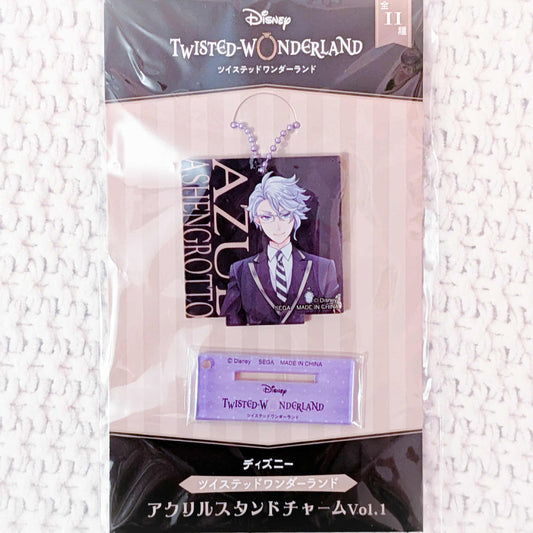 Disney
TWISTED-WONDERLAND
ツイステッドワンダーランド
全
11
種
AZUL
ASHENGROTTO
© Disney
SEGA MADE IN CHINA
© Disney SEGA MADE IN CHINA
Disney
TWISTED-WONDERLAND
ツイステッドワンダーランド
ディズニー
ツイステッドワンダーランド
アクリルスタンドチャームVol.1